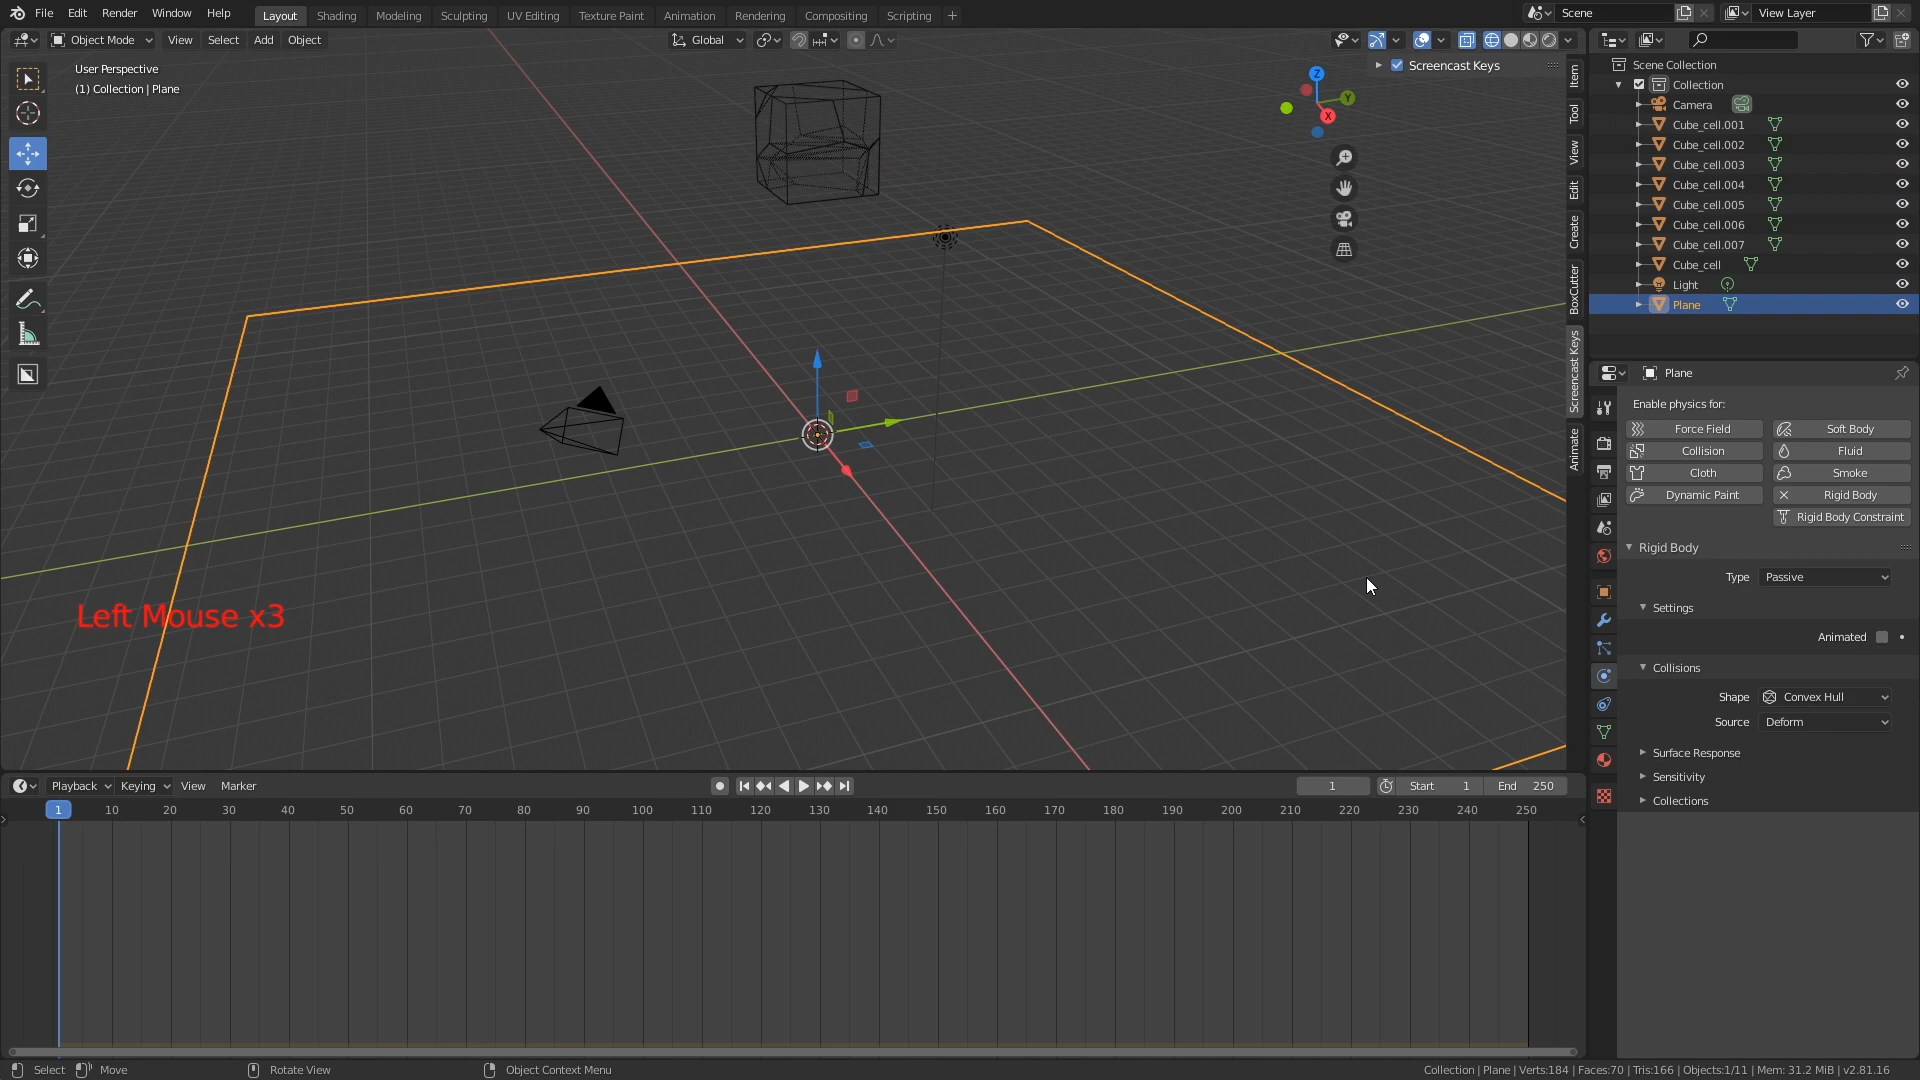 File Edit Render Window Help
Layout Shading Modeling Sculpting UV Editing Texture Paint Animation Rendering Compositing Scripting +
Scene
View Layer
Object Mode View Select Add Object
Global
User Perspective
(1) Collection | Plane
Screencast Keys
Z
Y
X
Item
Tool
View
Edit
Create
BoxCutter
Screencast Keys
Animate
Left Mouse x3
Scene Collection
Collection
Camera
Cube_cell.001
Cube_cell.002
Cube_cell.003
Cube_cell.004
Cube_cell.005
Cube_cell.006
Cube_cell.007
Cube_cell
Light
Plane
Plane
Enable physics for:
Force Field Soft Body
Collision Fluid
Cloth Smoke
Dynamic Paint Rigid Body
Rigid Body Constraint
Rigid Body
Type Passive
Settings
Animated
Collisions
Shape Convex Hull
Source Deform
Surface Response
Sensitivity
Collections
Playback Keying View Marker
1 Start 1 End 250
1 10 20 30 40 50 60 70 80 90 100 110 120 130 140 150 160 170 180 190 200 210 220 230 240 250
Select Move Rotate View Object Context Menu
Collection | Plane | Verts:184 | Faces:70 | Tris:166 | Objects:1/11 | Mem: 31.2 MiB | v2.81.16